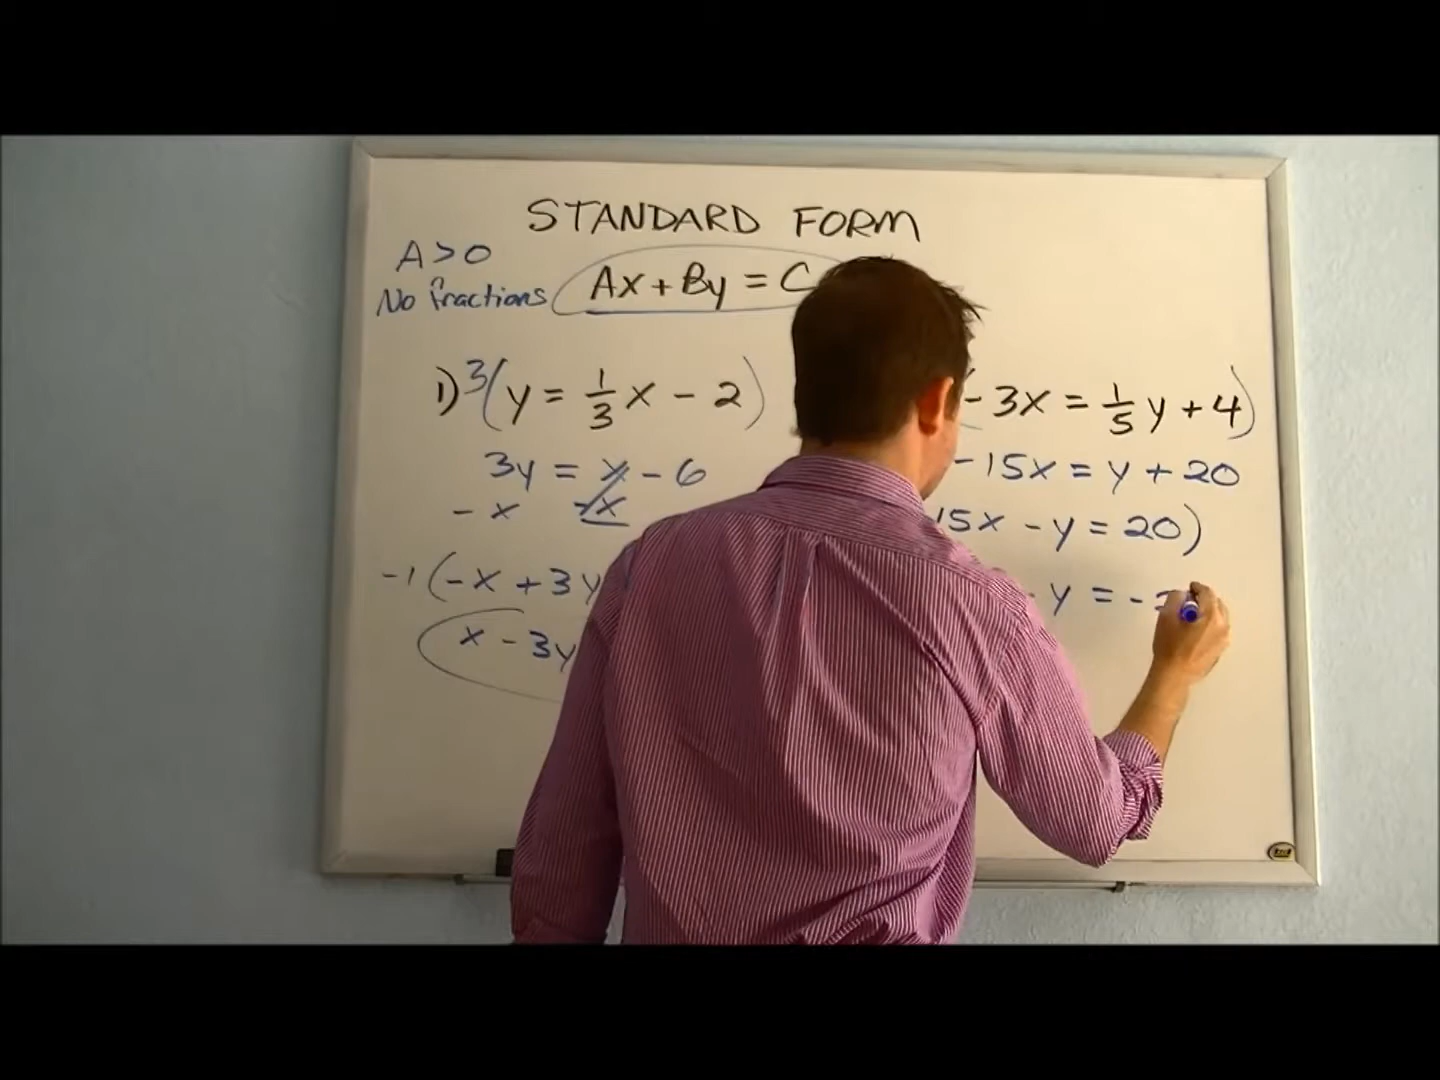 STANDARD FORM
A>0
No fractions
Ax + By = C
1) 3(y = 1/3 x - 2)
3y = x - 6
- x - x
-1(-x + 3y
x - 3y
- 3x = 1/5 y + 4)
-15x = y + 20
15x - y = 20)
y = -2